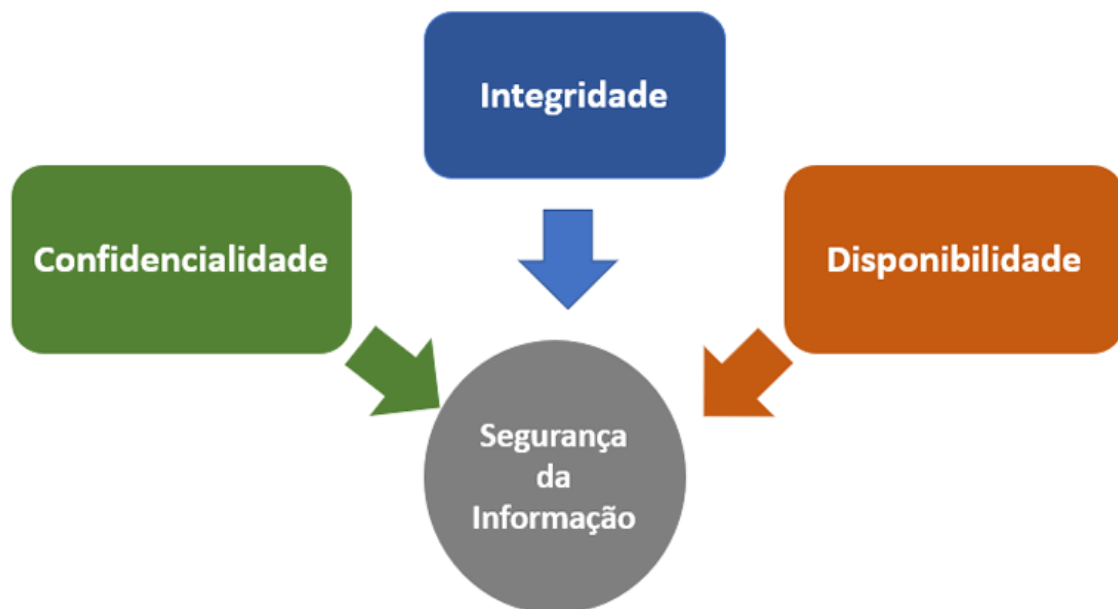 Integridade
Confidencialidade
Disponibilidade
Segurança
da
Informação